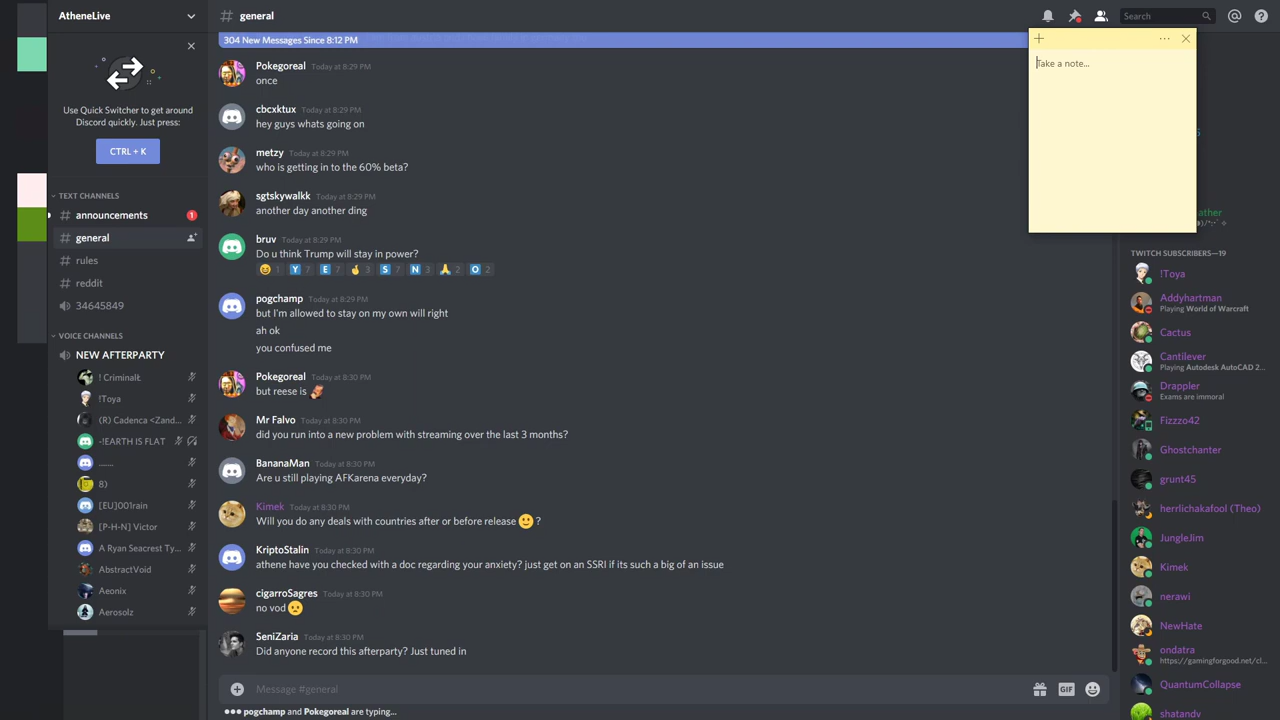 AtheneLive
Use Quick Switcher to get around
Discord quickly. Just press:
CTRL + K
TEXT CHANNELS
# announcements 1
# general
# rules
# reddit
34645849
VOICE CHANNELS
NEW AFTERPARTY
! CriminalŁ
!Toya
(R) Cadenca <Zand...
-!EARTH IS FLAT
.......
8)
[EU]001rain
[P-H-N] Victor
A Ryan Seacrest Ty...
AbstractVoid
Aeonix
Aerosolz
# general
304 New Messages Since 8:12 PM
Pokegoreal Today at 8:29 PM
once
cbcxktux Today at 8:29 PM
hey guys whats going on
metzy Today at 8:29 PM
who is getting in to the 60% beta?
sgtskywalkk Today at 8:29 PM
another day another ding
bruv Today at 8:29 PM
Do u think Trump will stay in power?
1 Y 7 E 7 3 S 7 N 3 2 O 2
pogchamp Today at 8:29 PM
but I'm allowed to stay on my own will right
ah ok
you confused me
Pokegoreal Today at 8:30 PM
but reese is
Mr Falvo Today at 8:30 PM
did you run into a new problem with streaming over the last 3 months?
BananaMan Today at 8:30 PM
Are u still playing AFKarena everyday?
Kimek Today at 8:30 PM
Will you do any deals with countries after or before release 🙂 ?
KriptoStalin Today at 8:30 PM
athene have you checked with a doc regarding your anxiety? just get on an SSRI if its such a big of an issue
cigarroSagres Today at 8:30 PM
no vod 🙁
SeniZaria Today at 8:30 PM
Did anyone record this afterparty? Just tuned in
Message #general
GIF
pogchamp and Pokegoreal are typing...
Search
Take a note...
ather
TWITCH SUBSCRIBERS—19
!Toya
Addyhartman
Playing World of Warcraft
Cactus
Cantilever
Playing Autodesk AutoCAD 2...
Drappler
Exams are immoral
Fizzzo42
Ghostchanter
grunt45
herrlichakafool (Theo)
JungleJim
Kimek
nerawi
NewHate
ondatra
https://gamingforgood.net/cl...
QuantumCollapse
shatandv